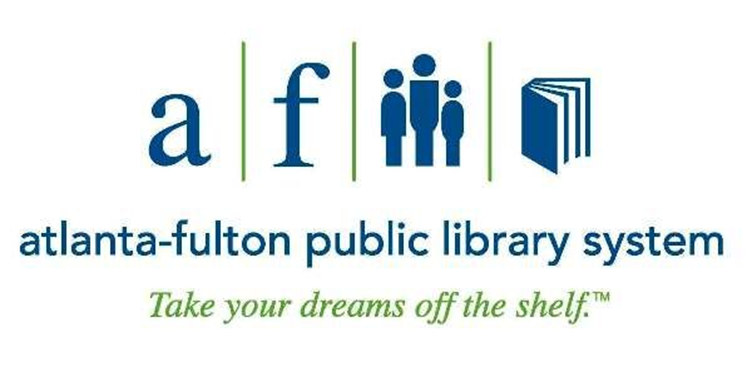 a f
atlanta-fulton public library system
Take your dreams off the shelf.™